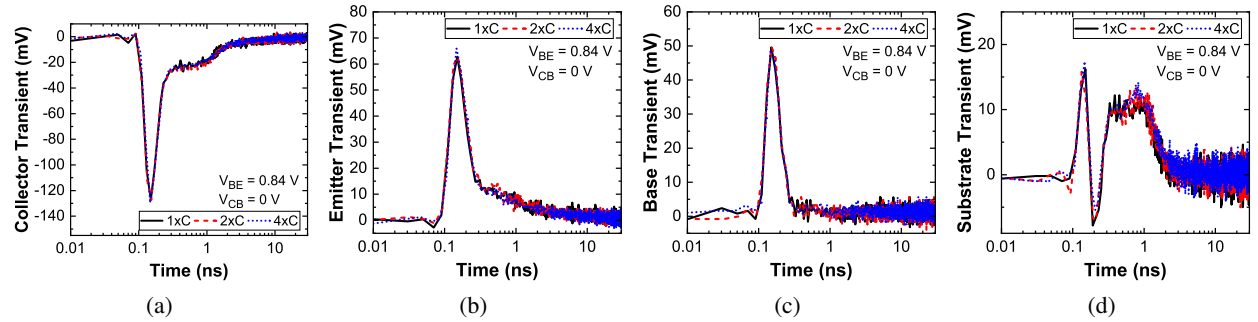 Collector Transient (mV)
0
-20
-40
-60
-80
-100
-120
-140
V_BE = 0.84 V
V_CB = 0 V
1xC 2xC 4xC
0.01 0.1 1 10
Time (ns)
(a)
Emitter Transient (mV)
80
70
60
50
40
30
20
10
0
1xC 2xC 4xC
V_BE = 0.84 V
V_CB = 0 V
0.01 0.1 1 10
Time (ns)
(b)
Base Transient (mV)
60
50
40
30
20
10
0
1xC 2xC 4xC
V_BE = 0.84 V
V_CB = 0 V
0.01 0.1 1 10
Time (ns)
(c)
Substrate Transient (mV)
20
10
0
1xC 2xC 4xC
V_BE = 0.84 V
V_CB = 0 V
0.01 0.1 1 10
Time (ns)
(d)